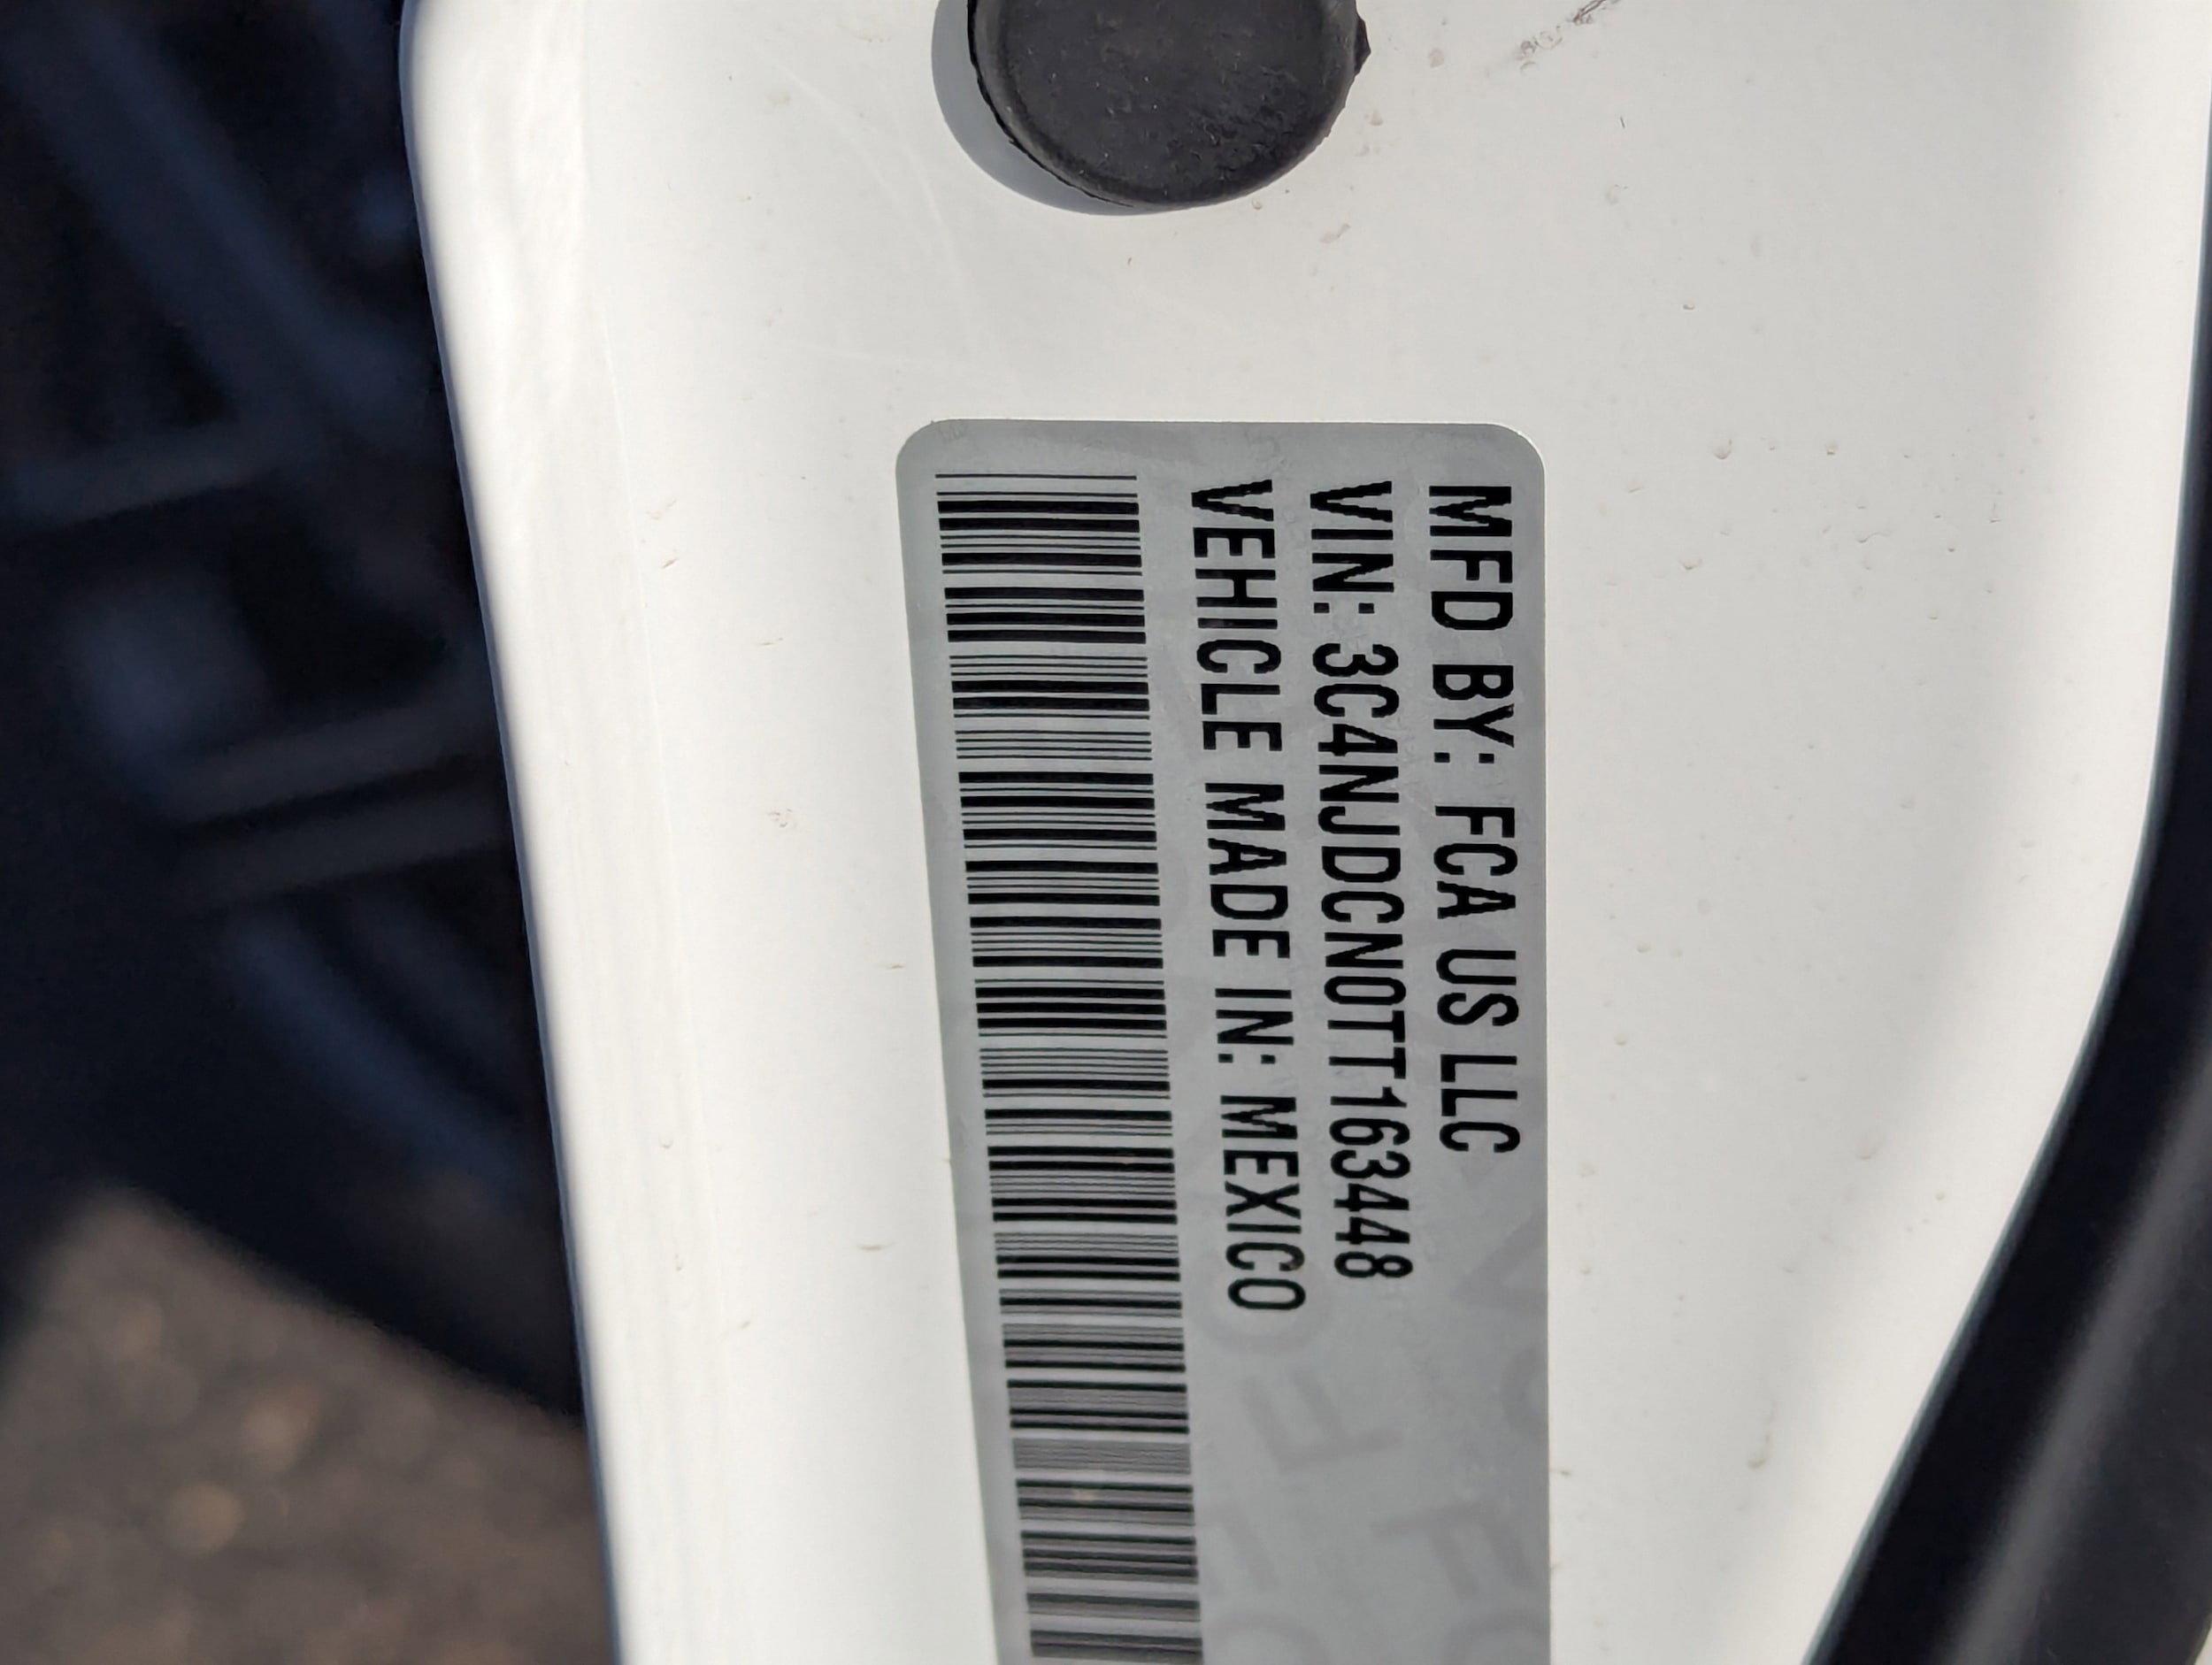 MFD BY: FCA US LLC
VIN: 3C4NJDCN0TT163448
VEHICLE MADE IN: MEXICO